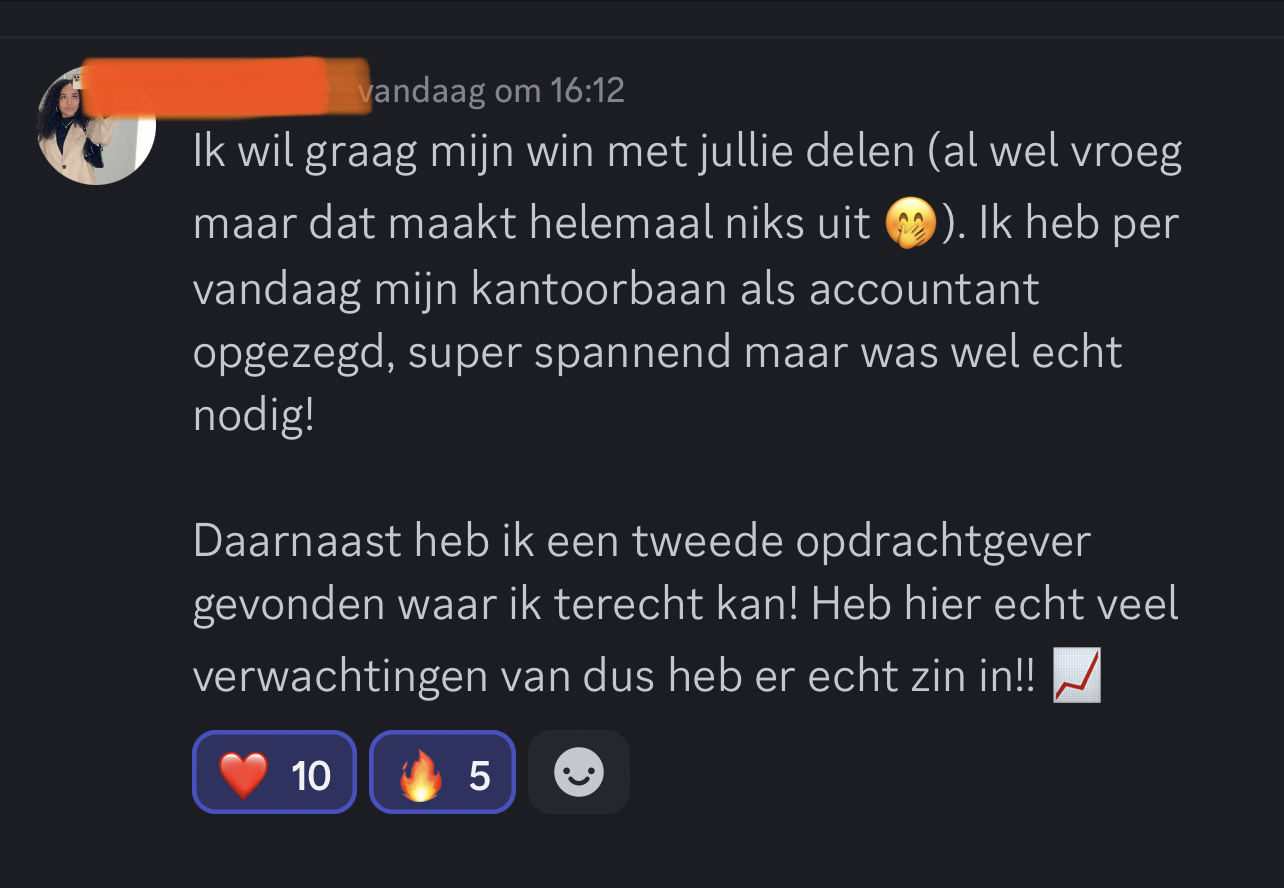 vandaag om 16:12
Ik wil graag mijn win met jullie delen (al wel vroeg
maar dat maakt helemaal niks uit 🤭). Ik heb per
vandaag mijn kantoorbaan als accountant
opgezegd, super spannend maar was wel echt
nodig!
Daarnaast heb ik een tweede opdrachtgever
gevonden waar ik terecht kan! Heb hier echt veel
verwachtingen van dus heb er echt zin in!! 📈
❤️ 10 🔥 5